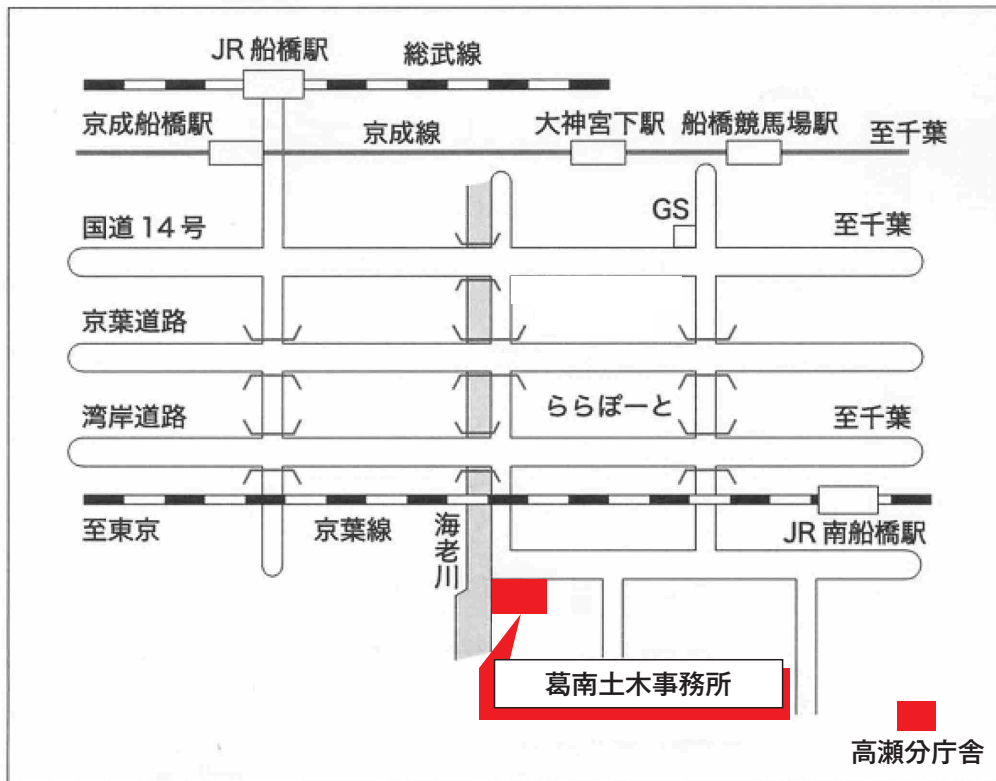 JR 船橋駅
総武線
京成船橋駅
京成線
大神宮下駅
船橋競馬場駅
至千葉
国道 14 号
GS
至千葉
京葉道路
ららぽーと
湾岸道路
至千葉
至東京
京葉線
海老川
JR 南船橋駅
葛南土木事務所
高瀬分庁舎